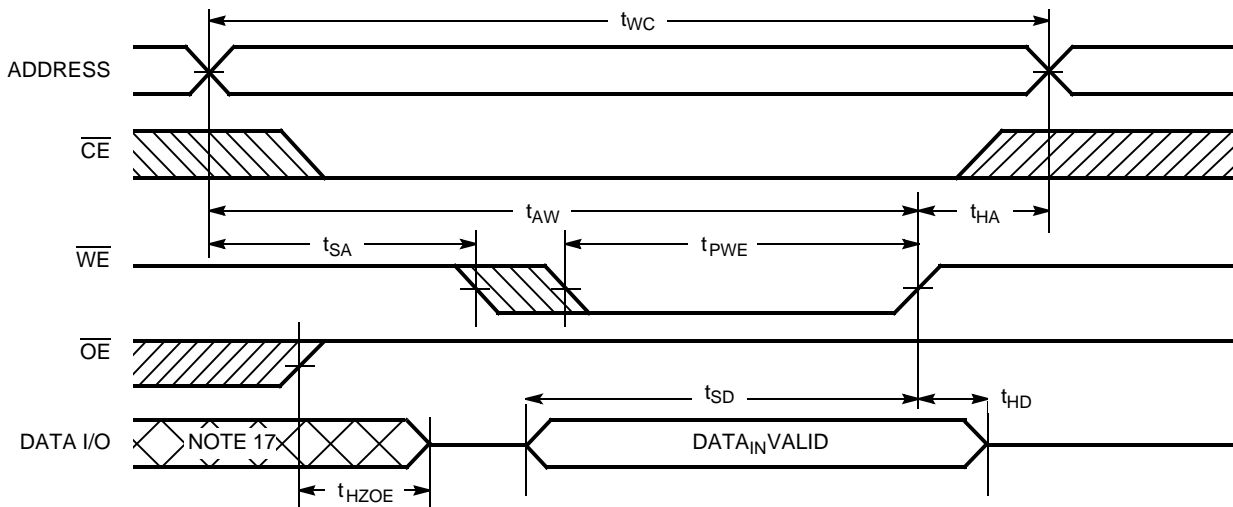 tWC
ADDRESS
CE
tAW
tHA
tSA
tPWE
WE
OE
tSD
tHD
DATA I/O
NOTE 17
DATAINVALID
tHZOE